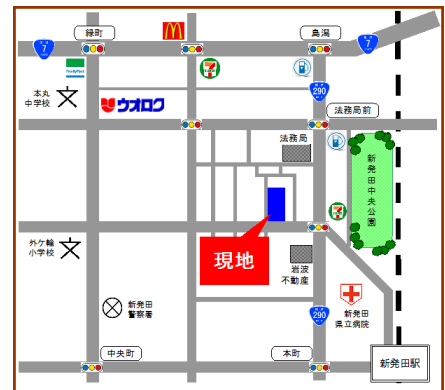 緑町
島潟
7
7
FamilyMart
本丸
中学校
ウオロク
290
法務局前
法務局
新発田中央公園
外ケ輪
小学校
現地
岩波
不動産
新発田
警察署
290
新発田
県立病院
中央町
本町
新発田駅